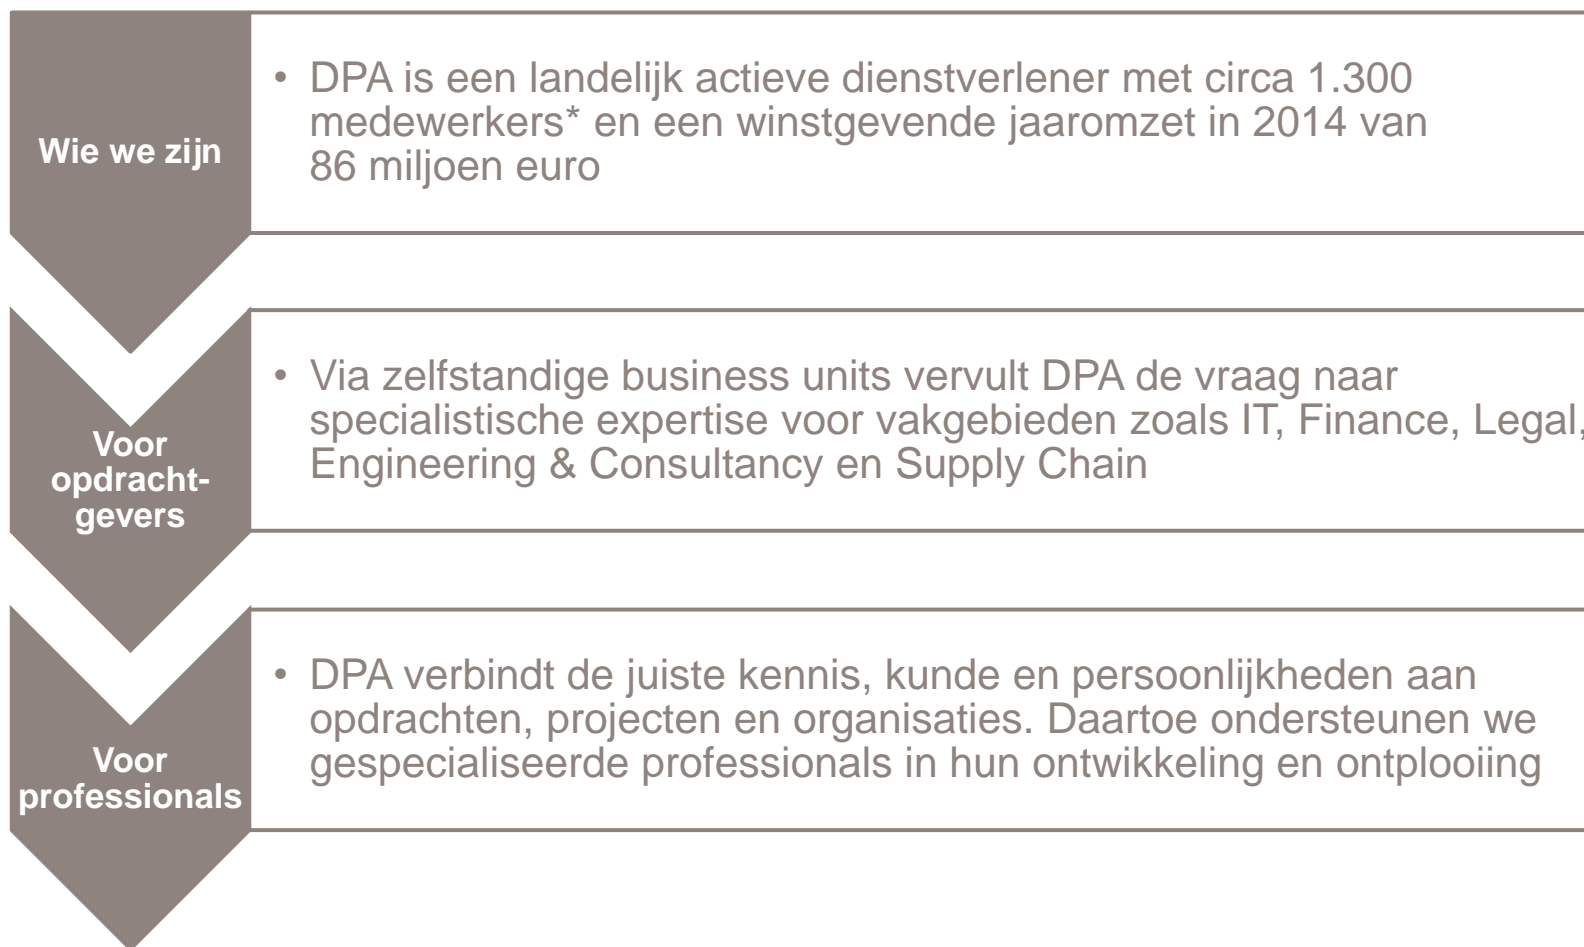 Wie we zijn
• DPA is een landelijk actieve dienstverlener met circa 1.300
medewerkers* en een winstgevende jaaromzet in 2014 van
86 miljoen euro
Voor
opdracht-
gevers
• Via zelfstandige business units vervult DPA de vraag naar
specialistische expertise voor vakgebieden zoals IT, Finance, Legal,
Engineering & Consultancy en Supply Chain
Voor
professionals
• DPA verbindt de juiste kennis, kunde en persoonlijkheden aan
opdrachten, projecten en organisaties. Daartoe ondersteunen we
gespecialiseerde professionals in hun ontwikkeling en ontplooiing